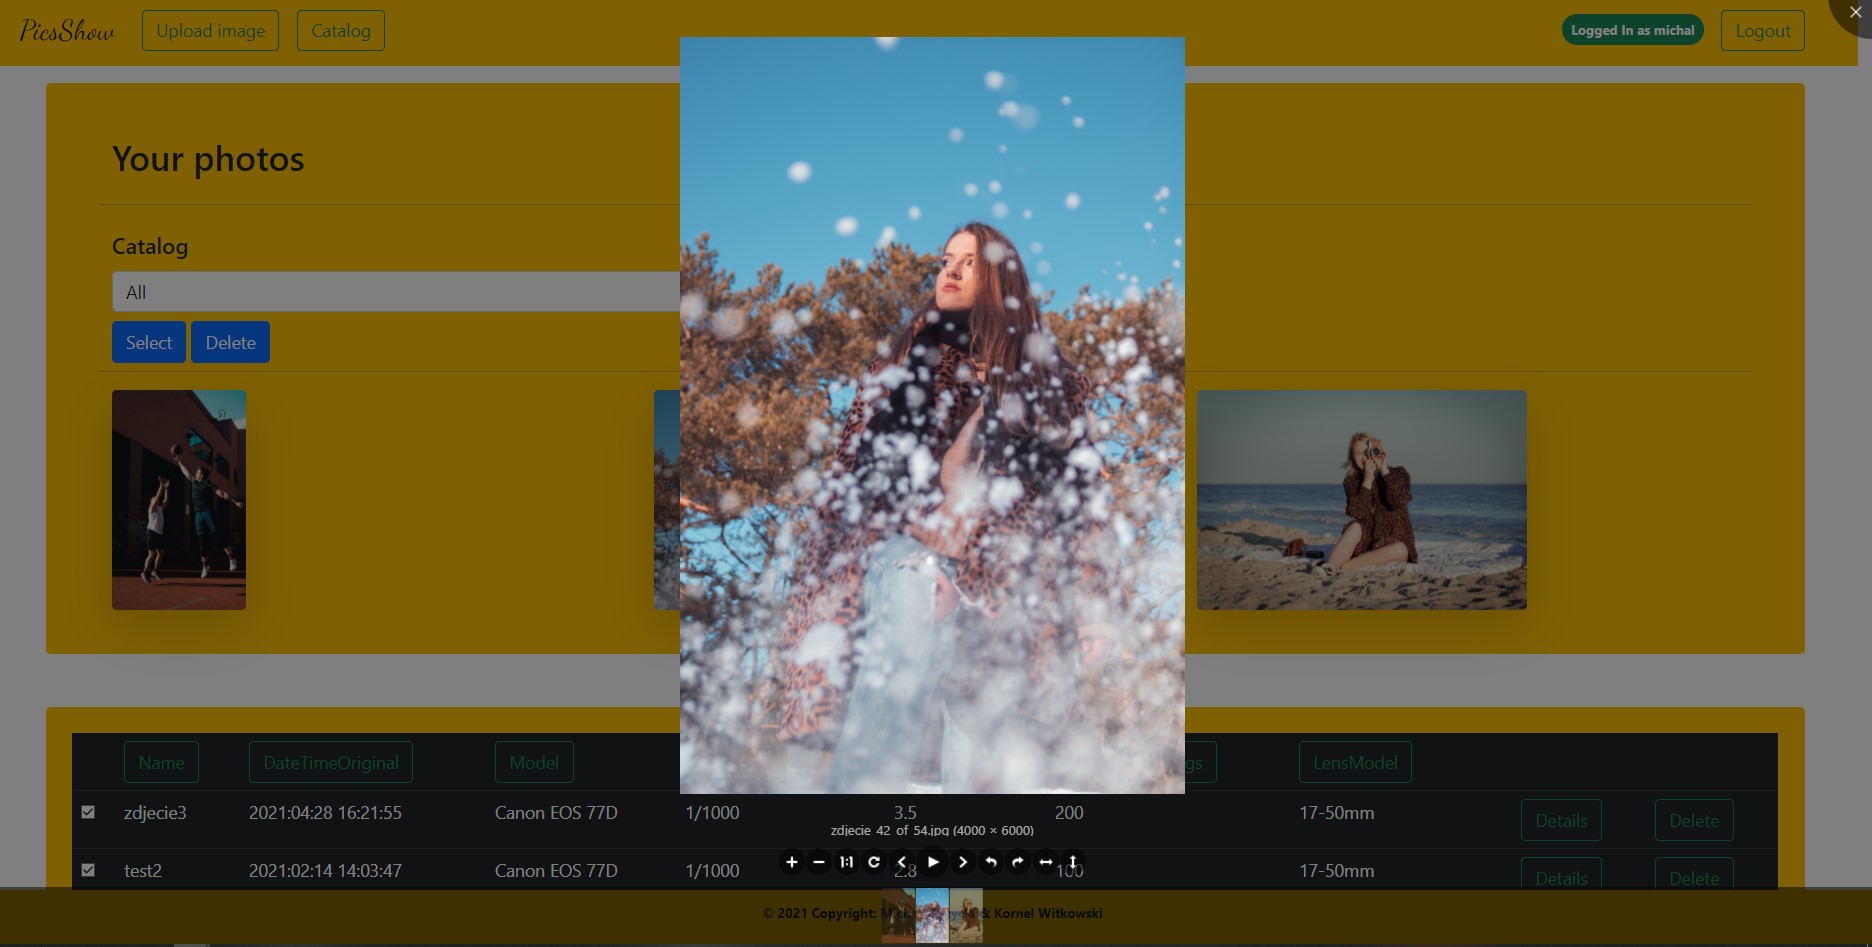 PicsShow Upload image Catalog Logged In as michal Logout
Your photos
Catalog
All
Select Delete
Name DateTimeOriginal Model gs LensModel
zdjecie3 2021:04:28 16:21:55 Canon EOS 77D 1/1000 3.5 200 17-50mm Details Delete
zdjecie 42 of 54.jpg (4000 × 6000)
1:1
test2 2021:02:14 14:03:47 Canon EOS 77D 1/1000 2.8 100 17-50mm Details Delete
© 2021 Copyright: & Kornel Witkowski